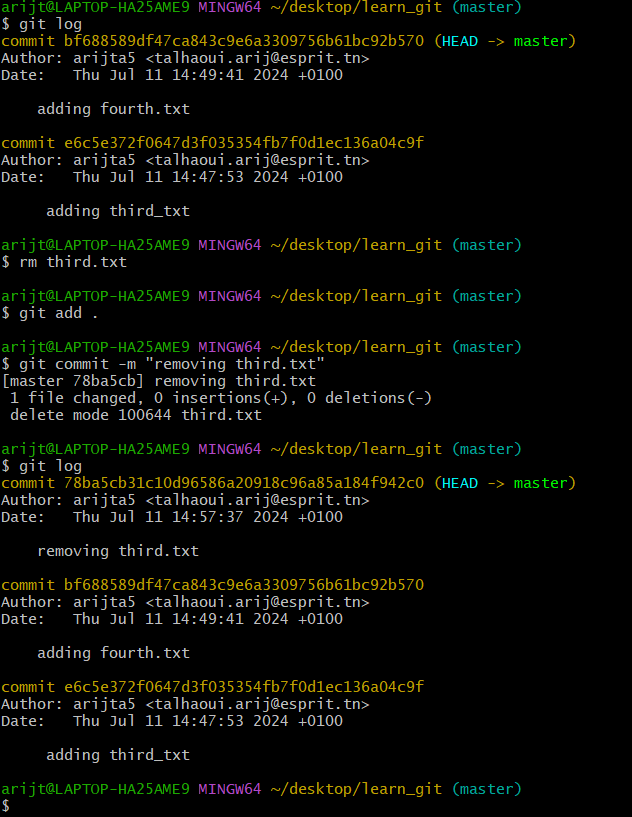 arijt@LAPTOP-HA25AME9 MINGW64 ~/desktop/learn_git (master)
$ git log
commit bf688589df47ca843c9e6a3309756b61bc92b570 (HEAD -> master)
Author: arijta5 <talhaoui.arij@esprit.tn>
Date:   Thu Jul 11 14:49:41 2024 +0100

    adding fourth.txt

commit e6c5e372f0647d3f035354fb7f0d1ec136a04c9f
Author: arijta5 <talhaoui.arij@esprit.tn>
Date:   Thu Jul 11 14:47:53 2024 +0100

     adding third_txt

arijt@LAPTOP-HA25AME9 MINGW64 ~/desktop/learn_git (master)
$ rm third.txt

arijt@LAPTOP-HA25AME9 MINGW64 ~/desktop/learn_git (master)
$ git add .

arijt@LAPTOP-HA25AME9 MINGW64 ~/desktop/learn_git (master)
$ git commit -m "removing third.txt"
[master 78ba5cb] removing third.txt
 1 file changed, 0 insertions(+), 0 deletions(-)
 delete mode 100644 third.txt

arijt@LAPTOP-HA25AME9 MINGW64 ~/desktop/learn_git (master)
$ git log
commit 78ba5cb31c10d96586a20918c96a85a184f942c0 (HEAD -> master)
Author: arijta5 <talhaoui.arij@esprit.tn>
Date:   Thu Jul 11 14:57:37 2024 +0100

    removing third.txt

commit bf688589df47ca843c9e6a3309756b61bc92b570
Author: arijta5 <talhaoui.arij@esprit.tn>
Date:   Thu Jul 11 14:49:41 2024 +0100

    adding fourth.txt

commit e6c5e372f0647d3f035354fb7f0d1ec136a04c9f
Author: arijta5 <talhaoui.arij@esprit.tn>
Date:   Thu Jul 11 14:47:53 2024 +0100

     adding third_txt

arijt@LAPTOP-HA25AME9 MINGW64 ~/desktop/learn_git (master)
$